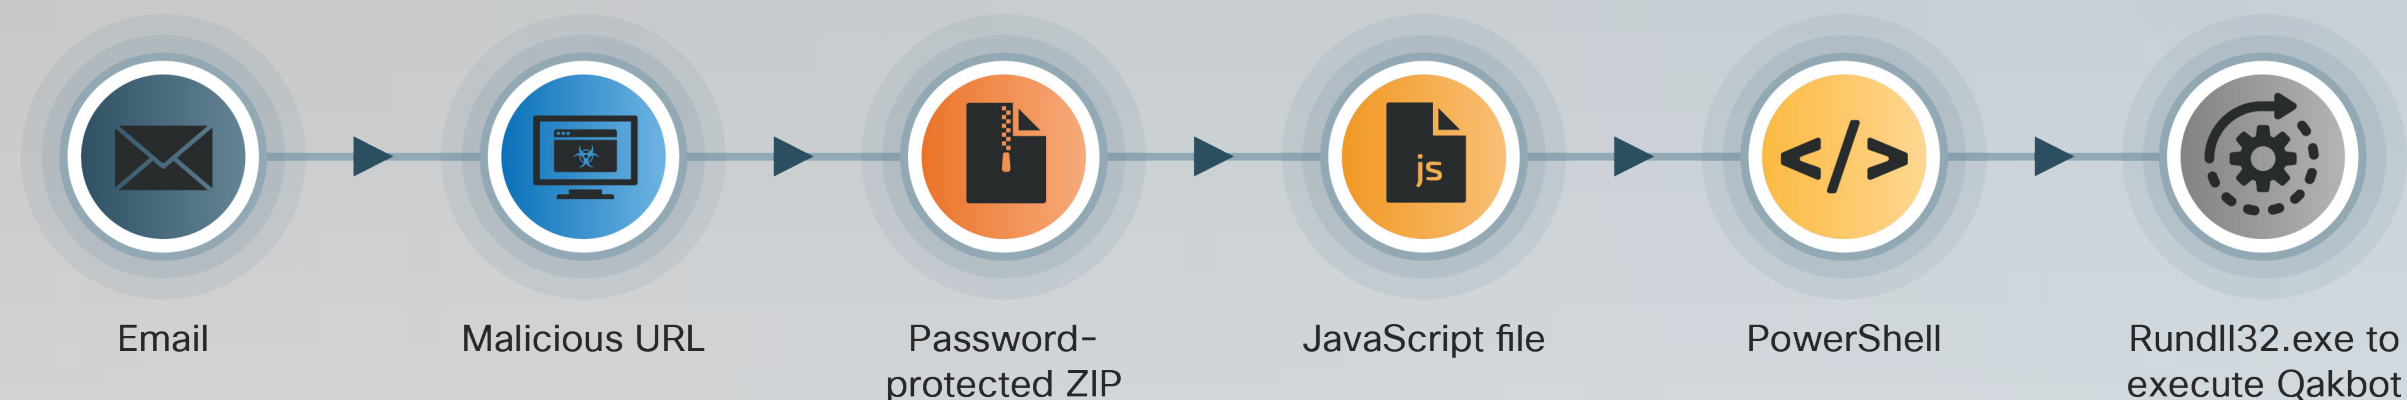 js
</>
Email
Malicious URL
Password-
protected ZIP
JavaScript file
PowerShell
Rundll32.exe to
execute Qakbot